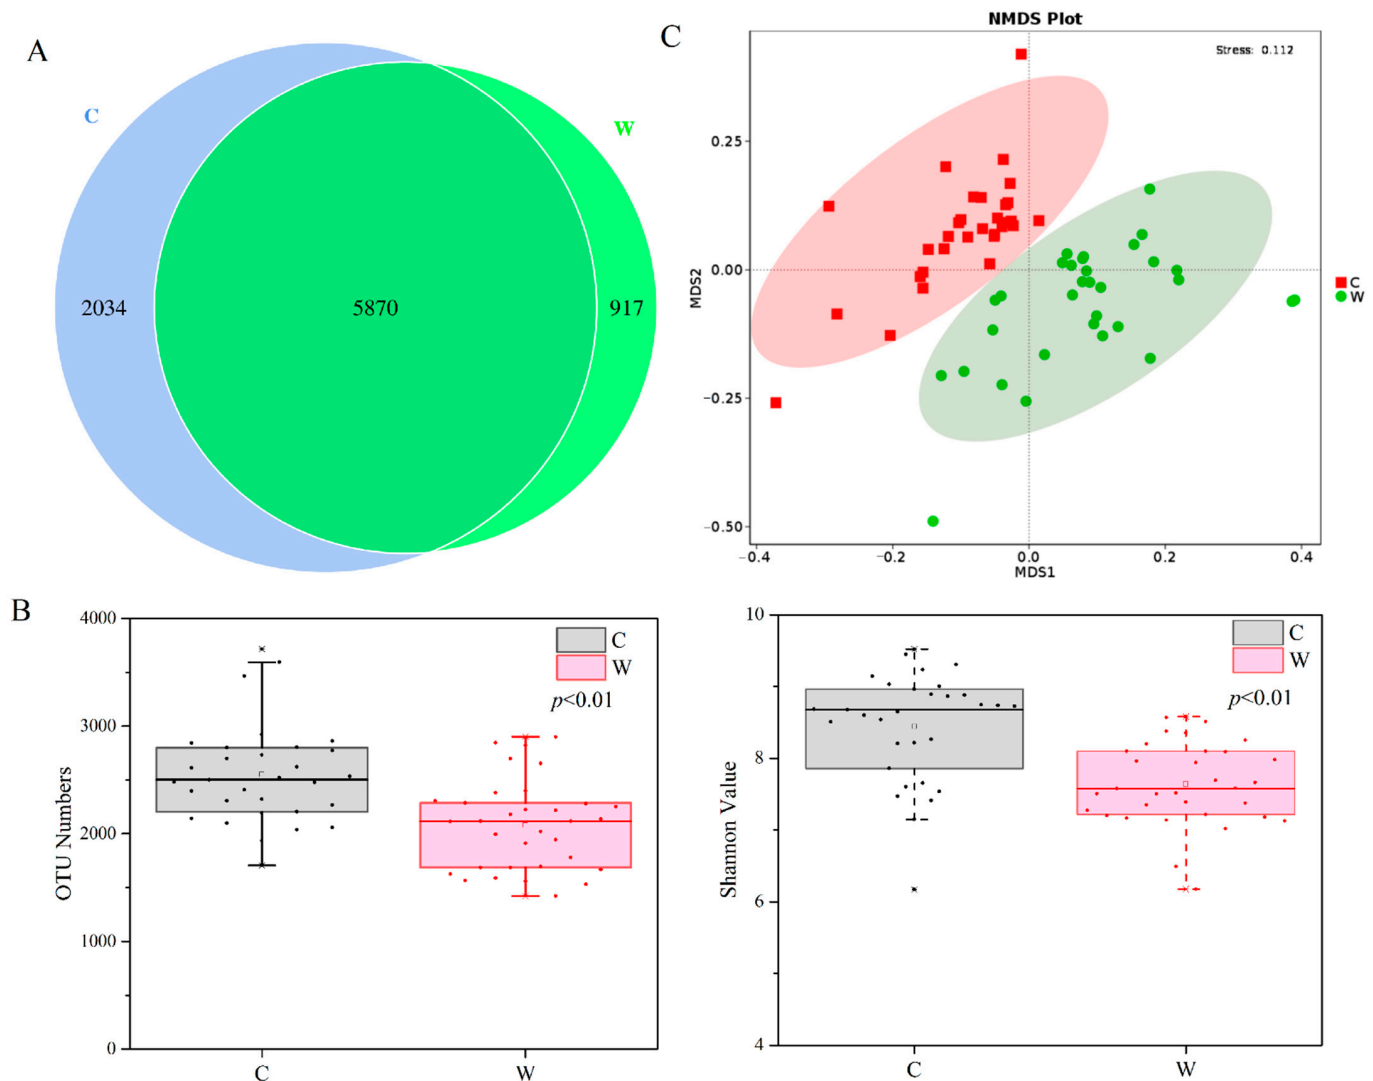 A
C
W
2034
5870
917
C
NMDS Plot
Stress: 0.112
0.25
0.00
−0.25
−0.50
MDS2
−0.4
−0.2
0.0
0.2
0.4
MDS1
C
W
B
4000
3000
2000
1000
0
OTU Numbers
C
W
p<0.01
C
W
10
8
6
4
Shannon Value
C
W
p<0.01
C
W